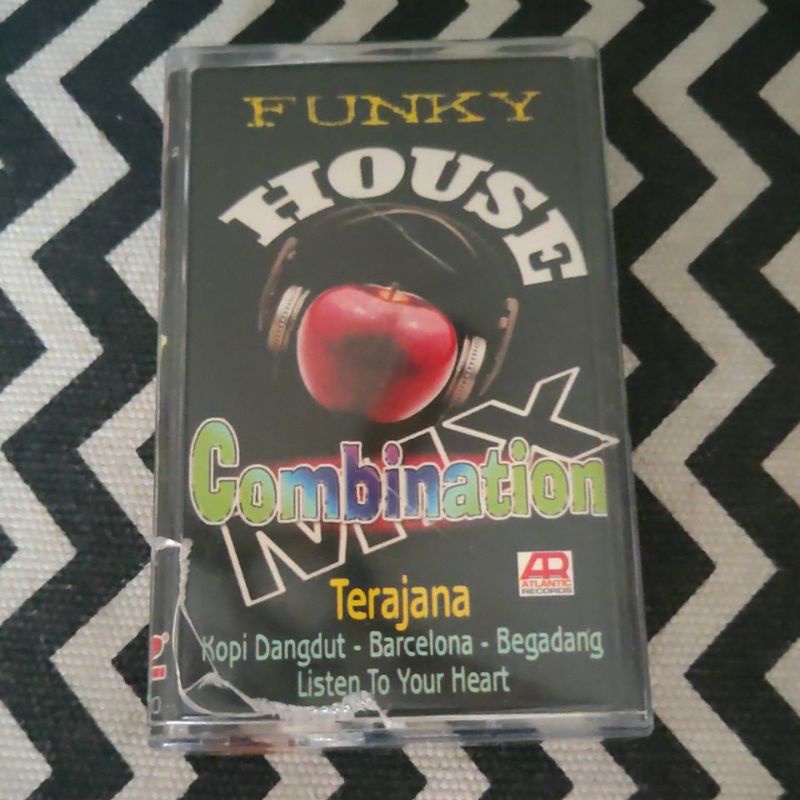 FUNKY
HOUSE
MIX
Combination
AR
ATLANTIC
RECORDS
Terajana
Kopi Dangdut - Barcelona - Begadang
Listen To Your Heart